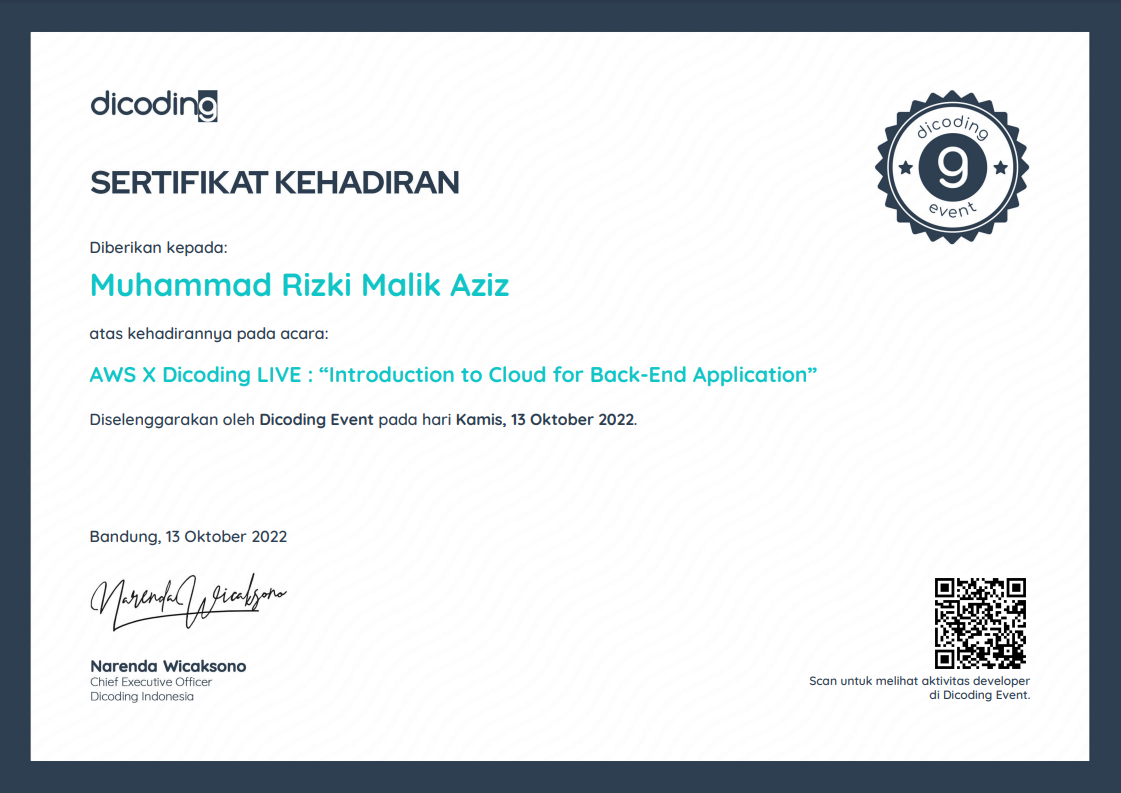 dicoding
SERTIFIKAT KEHADIRAN
dicoding
g
event
Diberikan kepada:
Muhammad Rizki Malik Aziz
atas kehadirannya pada acara:
AWS X Dicoding LIVE : “Introduction to Cloud for Back-End Application”
Diselenggarakan oleh Dicoding Event pada hari Kamis, 13 Oktober 2022.
Bandung, 13 Oktober 2022
Narenda Wicaksono
Narenda Wicaksono
Chief Executive Officer
Dicoding Indonesia
Scan untuk melihat aktivitas developer
di Dicoding Event.